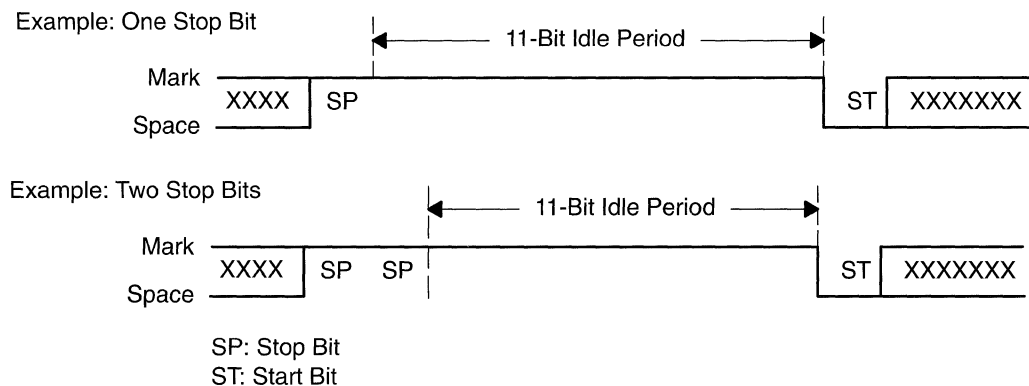 Example: One Stop Bit
11-Bit Idle Period
Mark
XXXX SP ST XXXXXXX
Space
Example: Two Stop Bits
11-Bit Idle Period
Mark
XXXX SP SP ST XXXXXXX
Space
SP: Stop Bit
ST: Start Bit